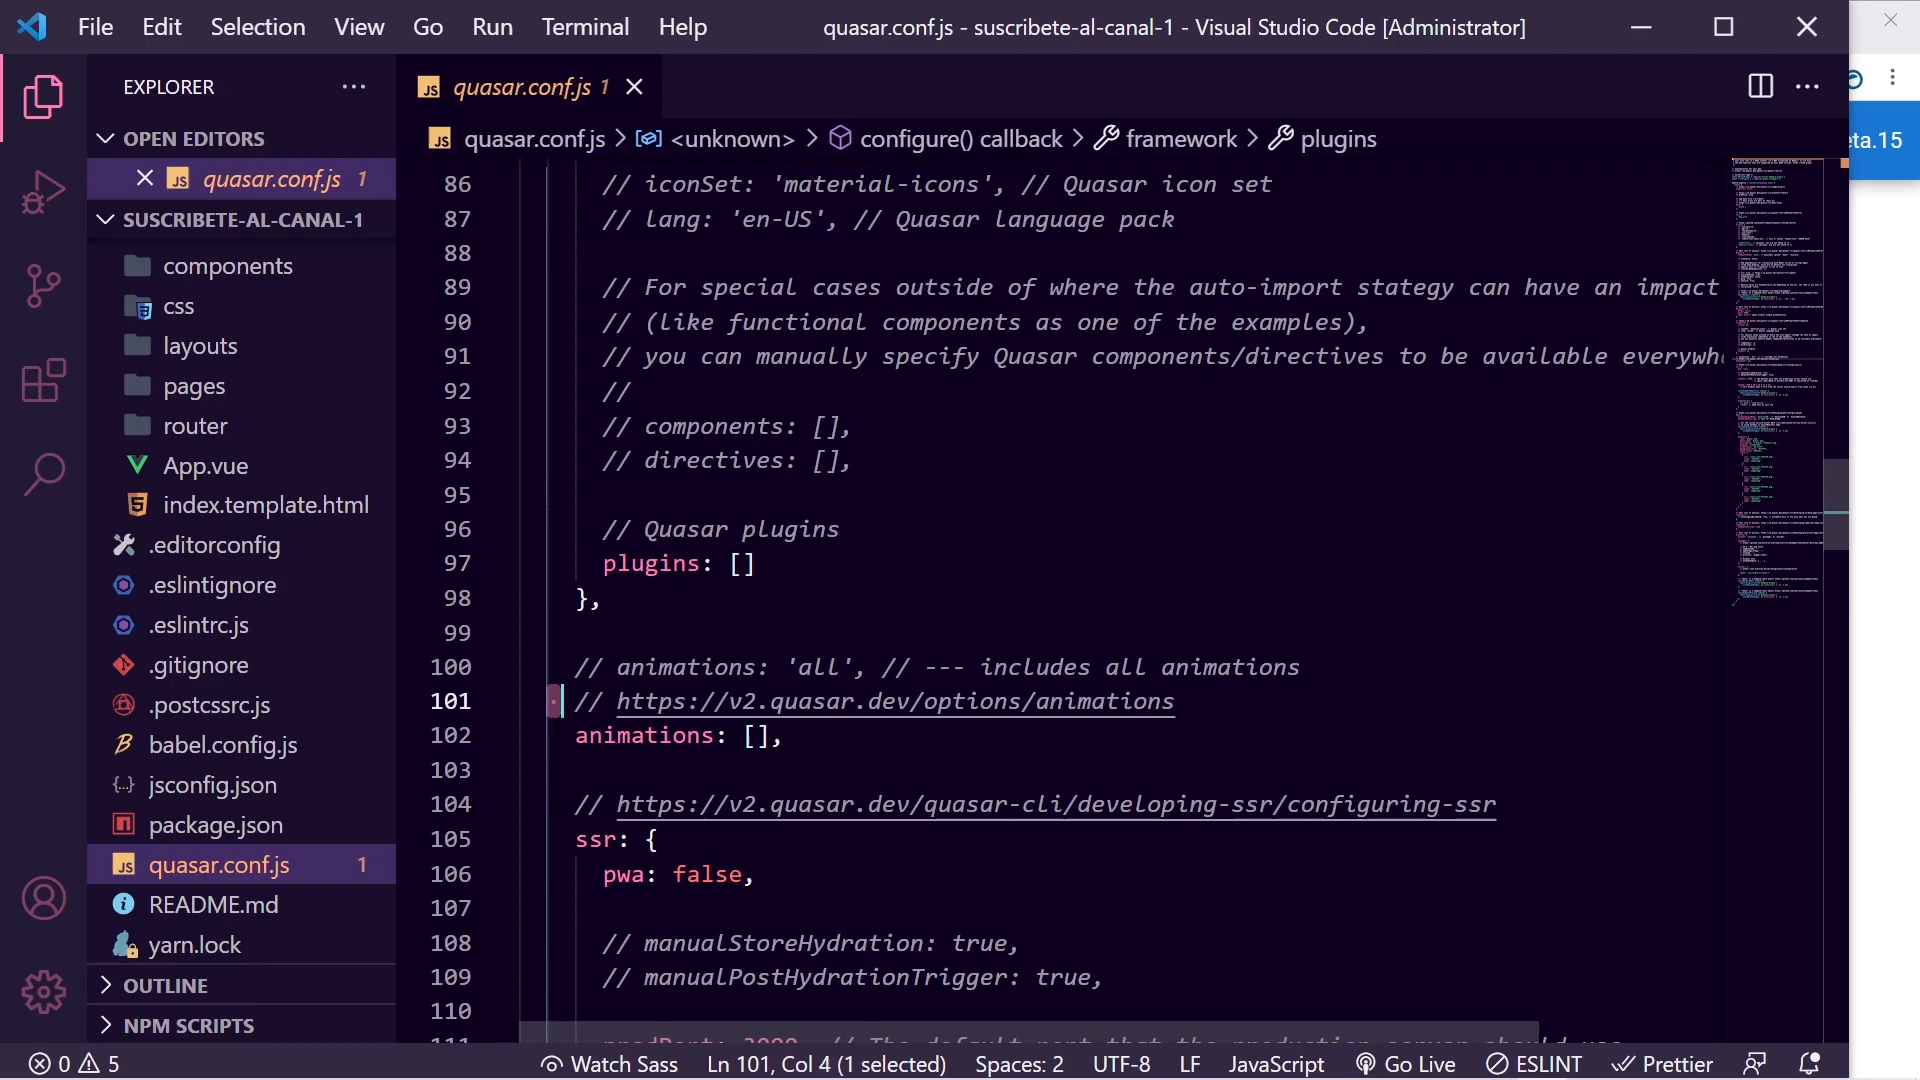 File Edit Selection View Go Run Terminal Help
quasar.conf.js - suscribete-al-canal-1 - Visual Studio Code [Administrator]
EXPLORER
OPEN EDITORS
quasar.conf.js 1
SUSCRIBETE-AL-CANAL-1
components
css
layouts
pages
router
App.vue
index.template.html
.editorconfig
.eslintignore
.eslintrc.js
.gitignore
.postcssrc.js
babel.config.js
jsconfig.json
package.json
quasar.conf.js 1
README.md
yarn.lock
OUTLINE
NPM SCRIPTS
quasar.conf.js 1
quasar.conf.js > <unknown> > configure() callback > framework > plugins
eta.15
86 // iconSet: 'material-icons', // Quasar icon set
87 // lang: 'en-US', // Quasar language pack
88
89 // For special cases outside of where the auto-import stategy can have an impact
90 // (like functional components as one of the examples),
91 // you can manually specify Quasar components/directives to be available everywh
92 //
93 // components: [],
94 // directives: [],
95
96 // Quasar plugins
97 plugins: []
98 },
99
100 // animations: 'all', // --- includes all animations
101 // https://v2.quasar.dev/options/animations
102 animations: [],
103
104 // https://v2.quasar.dev/quasar-cli/developing-ssr/configuring-ssr
105 ssr: {
106 pwa: false,
107
108 // manualStoreHydration: true,
109 // manualPostHydrationTrigger: true,
110
0 5 Watch Sass Ln 101, Col 4 (1 selected) Spaces: 2 UTF-8 LF JavaScript Go Live ESLINT Prettier